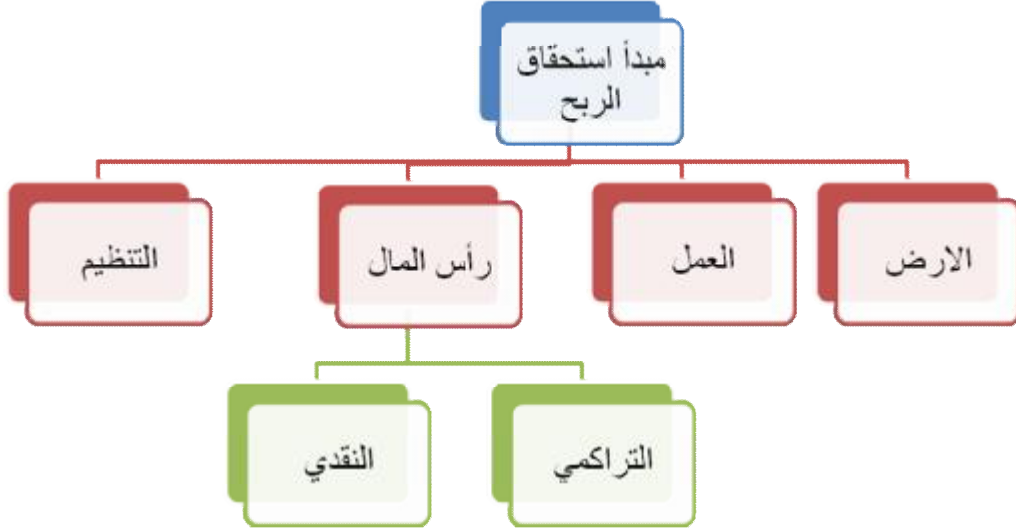 مبدأ استحقاق
الربح
الارض
العمل
رأس المال
التنظيم
التراكمي
النقدي